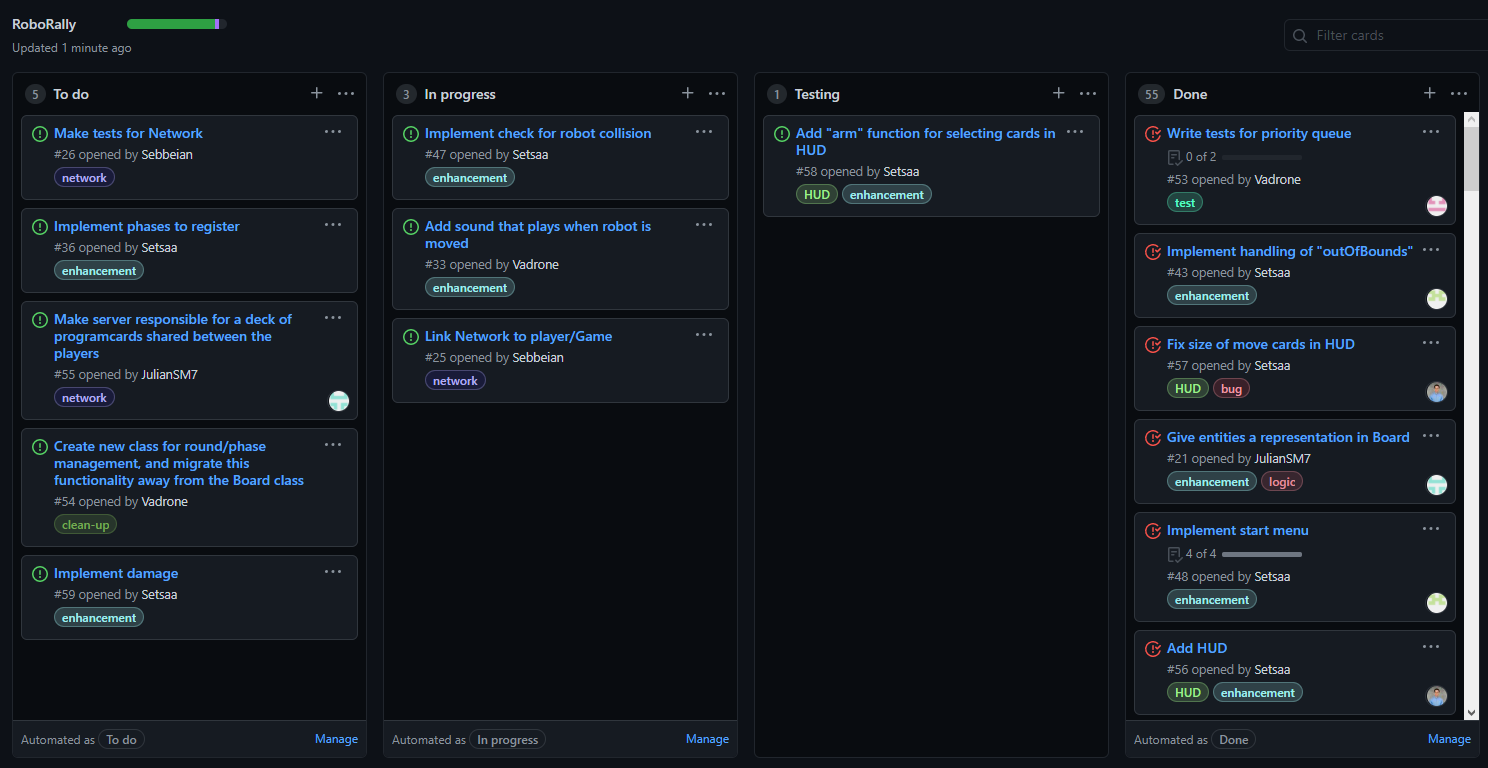 RoboRally
Updated 1 minute ago
Filter cards
5 To do
Make tests for Network
#26 opened by Sebbeian
network
Implement phases to register
#36 opened by Setsaa
enhancement
Make server responsible for a deck of
programcards shared between the
players
#55 opened by JulianSM7
network
Create new class for round/phase
management, and migrate this
functionality away from the Board class
#54 opened by Vadrone
clean-up
Implement damage
#59 opened by Setsaa
enhancement
Automated as To do Manage
3 In progress
Implement check for robot collision
#47 opened by Setsaa
enhancement
Add sound that plays when robot is
moved
#33 opened by Vadrone
enhancement
Link Network to player/Game
#25 opened by Sebbeian
network
Automated as In progress Manage
1 Testing
Add "arm" function for selecting cards in
HUD
#58 opened by Setsaa
HUD enhancement
55 Done
Write tests for priority queue
0 of 2
#53 opened by Vadrone
test
Implement handling of "outOfBounds"
#43 opened by Setsaa
enhancement
Fix size of move cards in HUD
#57 opened by Setsaa
HUD bug
Give entities a representation in Board
#21 opened by JulianSM7
enhancement logic
Implement start menu
4 of 4
#48 opened by Setsaa
enhancement
Add HUD
#56 opened by Setsaa
HUD enhancement
Automated as Done Manage